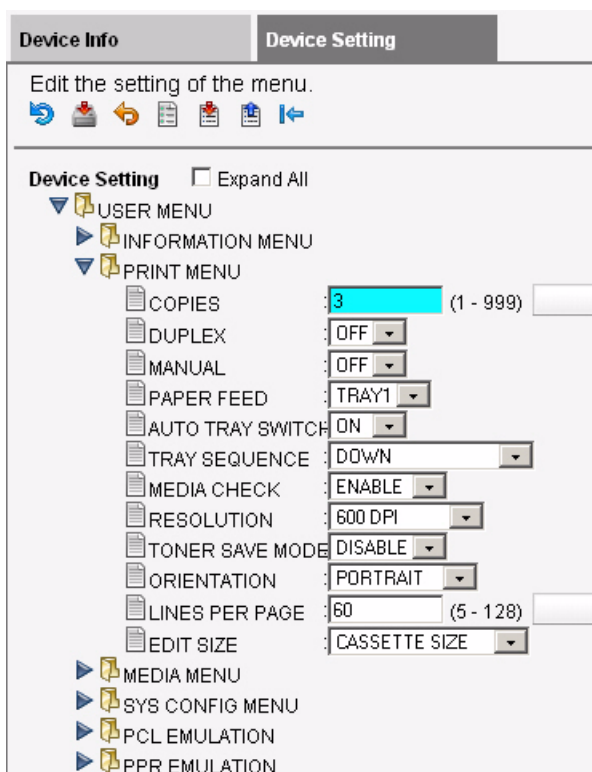 Device Info Device Setting
Edit the setting of the menu.
Device Setting Expand All
USER MENU
INFORMATION MENU
PRINT MENU
COPIES :3 (1 - 999)
DUPLEX :OFF
MANUAL :OFF
PAPER FEED :TRAY1
AUTO TRAY SWITCH ON
TRAY SEQUENCE :DOWN
MEDIA CHECK :ENABLE
RESOLUTION :600 DPI
TONER SAVE MODE DISABLE
ORIENTATION :PORTRAIT
LINES PER PAGE :60 (5 - 128)
EDIT SIZE :CASSETTE SIZE
MEDIA MENU
SYS CONFIG MENU
PCL EMULATION
PPR EMULATION